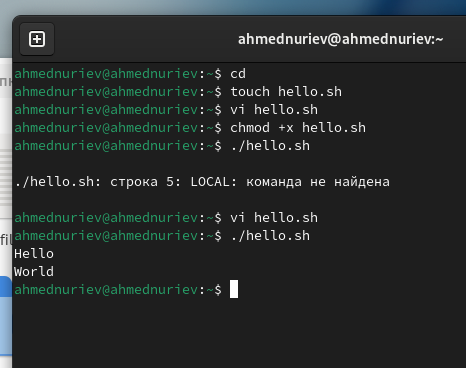 ahmednuriev@ahmednuriev:~
ahmednuriev@ahmednuriev:~$ cd
ahmednuriev@ahmednuriev:~$ touch hello.sh
ahmednuriev@ahmednuriev:~$ vi hello.sh
ahmednuriev@ahmednuriev:~$ chmod +x hello.sh
ahmednuriev@ahmednuriev:~$ ./hello.sh
./hello.sh: строка 5: LOCAL: команда не найдена
ahmednuriev@ahmednuriev:~$ vi hello.sh
ahmednuriev@ahmednuriev:~$ ./hello.sh
Hello
World
ahmednuriev@ahmednuriev:~$